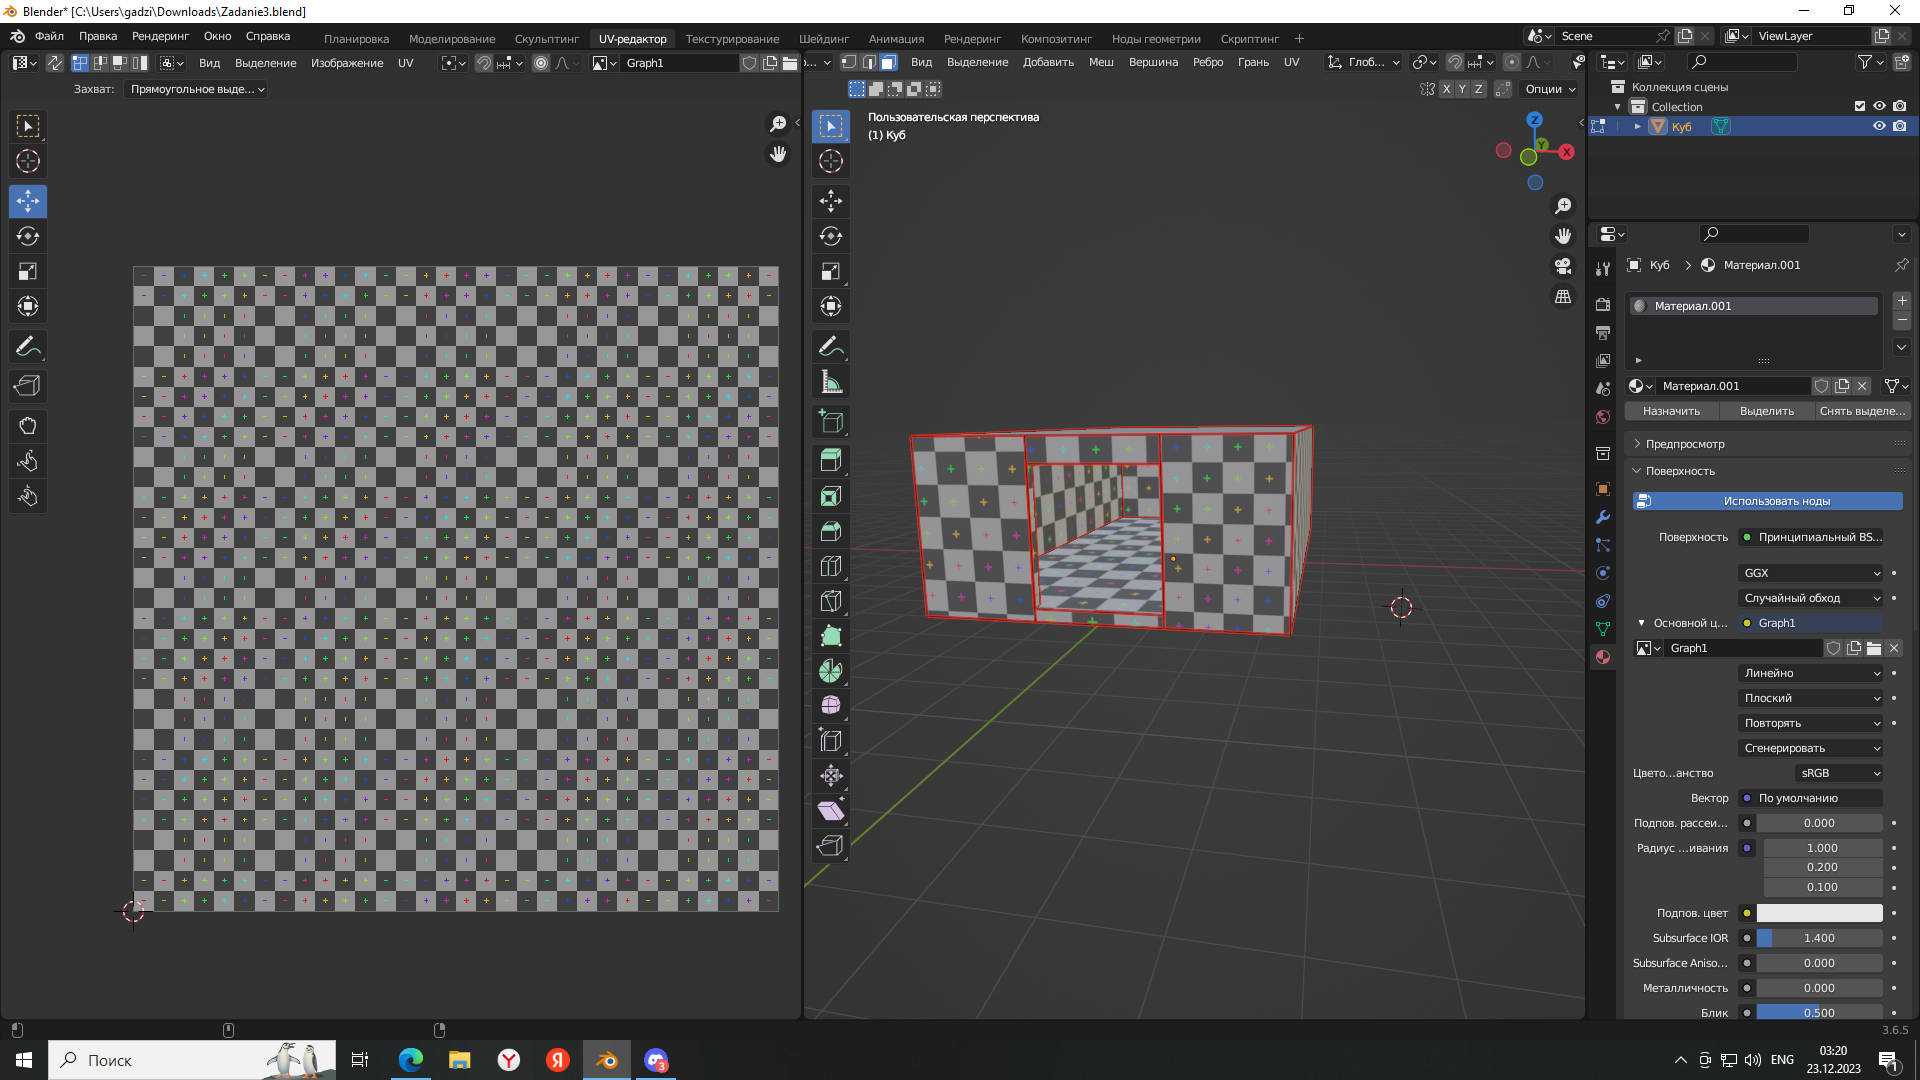 Blender* [C:\Users\gadzi\Downloads\Zadanie3.blend]
Файл Правка Рендеринг Окно Справка
Планировка Моделирование Скульптинг UV-редактор Текстурирование Шейдинг Анимация Рендеринг Композитинг Ноды геометрии Скриптинг +
Scene
ViewLayer
Вид Выделение Изображение UV
Graph1
Захват: Прямоугольное выде...
о... Вид Выделение Добавить Меш Вершина Ребро Грань UV
Глоб...
X Y Z
Опции
Пользовательская перспектива
(1) Куб
Z
Y
X
Коллекция сцены
Collection
Куб
Куб > Материал.001
Материал.001
Материал.001
Назначить Выделить Снять выделе...
Предпросмотр
Поверхность
Использовать ноды
Поверхность Принципиальный BS...
GGX
Случайный обход
Основной ц... Graph1
Graph1
Линейно
Плоский
Повторять
Сгенерировать
Цвето...анство sRGB
Вектор По умолчанию
Подпов. рассеи... 0.000
Радиус ...ивания 1.000
0.200
0.100
Подпов. цвет
Subsurface IOR 1.400
Subsurface Aniso... 0.000
Металличность 0.000
Блик 0.500
3.6.5
Поиск
3
ENG
03:20
23.12.2023
1